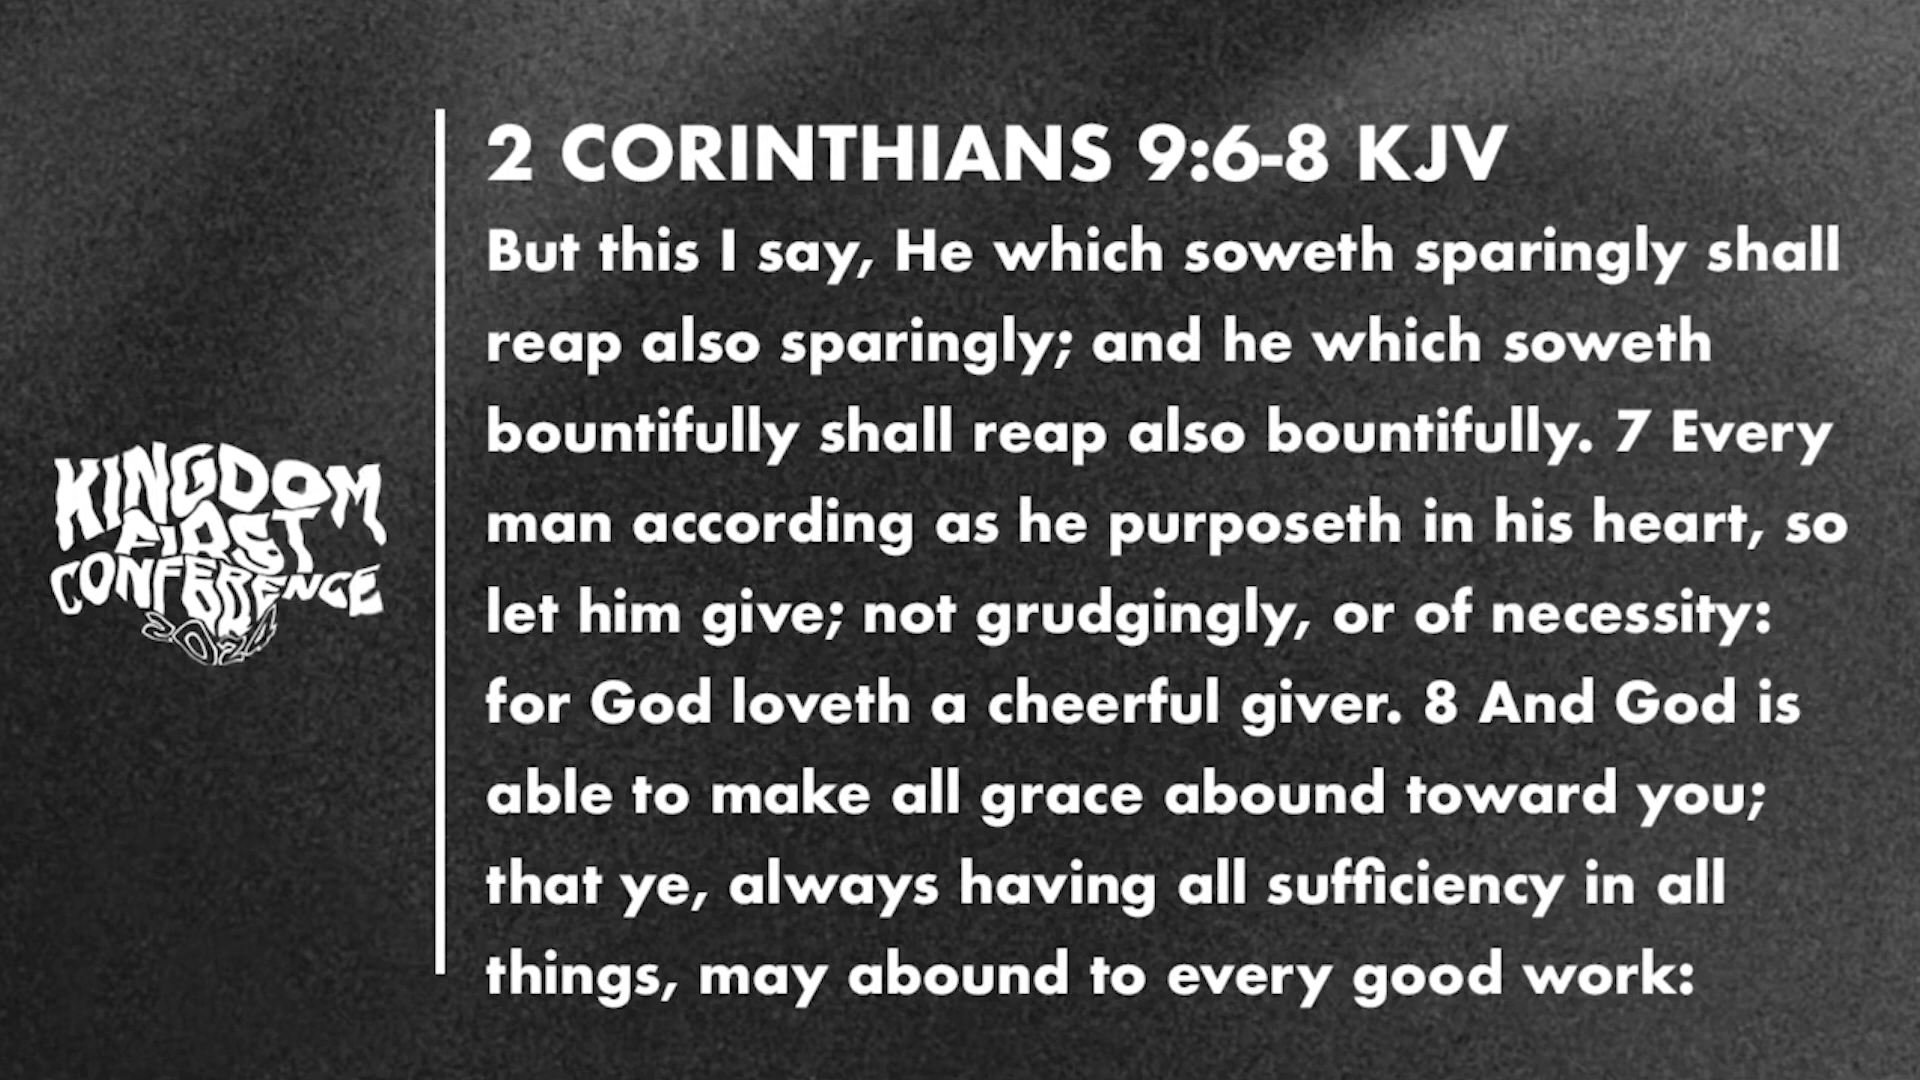 KINGDOM
FIRST
CONFERENCE
2024
2 CORINTHIANS 9:6-8 KJV
But this I say, He which soweth sparingly shall
reap also sparingly; and he which soweth
bountifully shall reap also bountifully. 7 Every
man according as he purposeth in his heart, so
let him give; not grudgingly, or of necessity:
for God loveth a cheerful giver. 8 And God is
able to make all grace abound toward you;
that ye, always having all sufficiency in all
things, may abound to every good work: